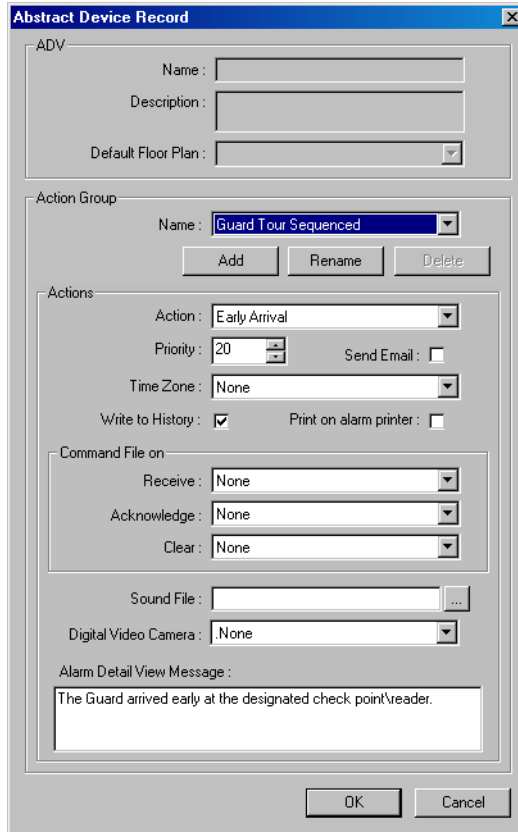 Abstract Device Record
ADV
Name :
Description :
Default Floor Plan :
Action Group
Name : Guard Tour Sequenced
Add Rename Delete
Actions
Action : Early Arrival
Priority : 20 Send Email :
Time Zone : None
Write to History : Print on alarm printer :
Command File on
Receive : None
Acknowledge : None
Clear : None
Sound File : ...
Digital Video Camera : .None
Alarm Detail View Message :
The Guard arrived early at the designated check point\reader.
OK Cancel